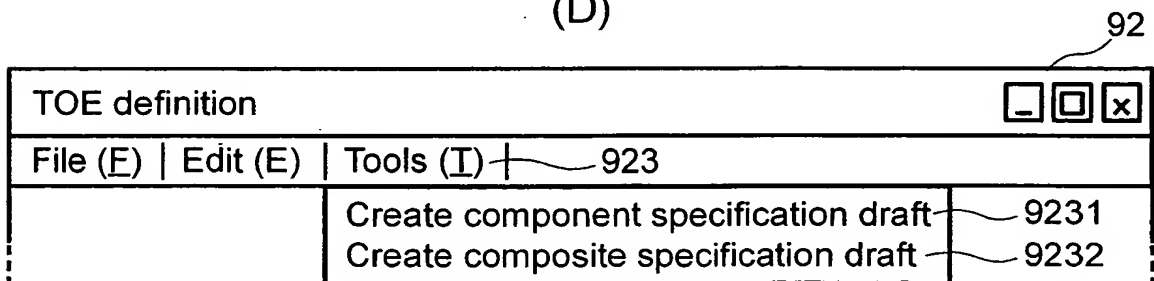 (D)
92
TOE definition
File (F) | Edit (E) | Tools (T) | 923
Create component specification draft 9231
Create composite specification draft 9232